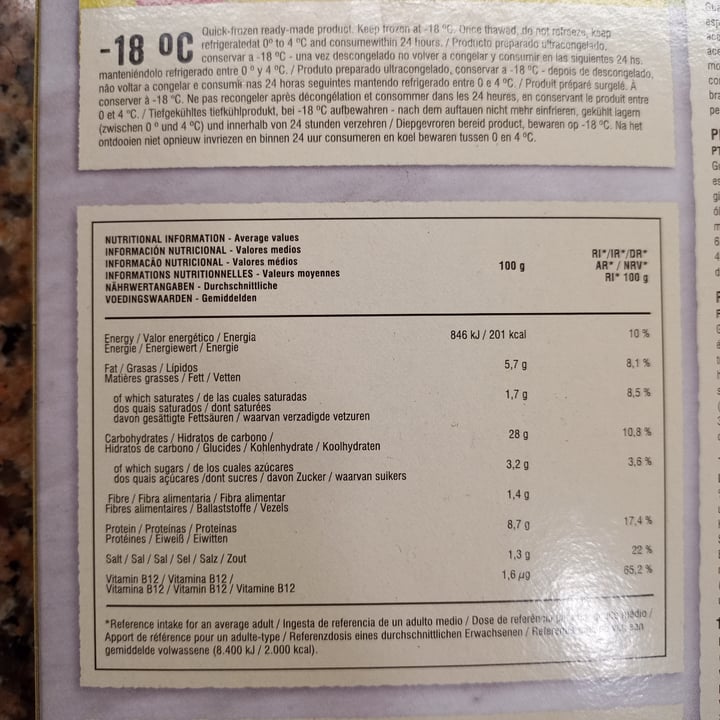 -18 ºC
Quick-frozen ready-made product. Keep frozen at -18 ºC. Once thawed, do not refreeze, keep
refrigeratedat 0º to 4 ºC and consumewithin 24 hours. / Producto preparado ultracongelado,
conservar a -18 ºC - una vez descongelado no volver a congelar y consumir en las siguientes 24 hs.
manteniéndolo refrigerado entre 0 º y 4 ºC. / Produto preparado ultracongelado, conservar a -18 ºC - depois de descongelado,
não voltar a congelar e consumir nas 24 horas seguintes mantendo refrigerado entre 0 e 4 ºC. / Produit préparé surgelé. À
conserver à -18 ºC. Ne pas recongeler après décongélation et consommer dans les 24 heures, en conservant le produit entre
0 et 4 ºC. / Tiefgekühltes tiefkühlprodukt, bei -18 ºC aufbewahren - nach dem auftauen nicht mehr einfrieren, gekühlt lagern
(zwischen 0 º und 4 ºC) und innerhalb von 24 stunden verzehren / Diepgevroren bereid product, bewaren op -18 ºC. Na het
ontdooien niet opnieuw invriezen en binnen 24 uur consumeren en koel bewaren tussen 0 en 4 ºC.
NUTRITIONAL INFORMATION - Average values
INFORMACIÓN NUTRICIONAL - Valores medios
INFORMACÃO NUTRICIONAL - Valores médios
INFORMATIONS NUTRITIONNELLES - Valeurs moyennes
NÄHRWERTANGABEN - Durchschnittliche
VOEDINGSWAARDEN - Gemiddelden
100 g
RI*/IR*/DR*
AR* / NRV*
RI* 100 g
Energy / Valor energético / Energia
Énergie / Energiewert / Energie
846 kJ / 201 kcal 10 %
Fat / Grasas / Lípidos
Matières grasses / Fett / Vetten
5,7 g 8,1 %
of which saturates / de las cuales saturadas
dos quais saturados / dont saturées
davon gesättigte Fettsäuren / waarvan verzadigde vetzuren
1,7 g 8,5 %
Carbohydrates / Hidratos de carbono /
Hidratos de carbono / Glucides / Kohlenhydrate / Koolhydraten
28 g 10,8 %
of which sugars / de los cuales azúcares
dos quais açúcares /dont sucres / davon Zucker / waarvan suikers
3,2 g 3,6 %
Fibre / Fibra alimentaria / Fibra alimentar
Fibres alimentaires / Ballaststoffe / Vezels
1,4 g
Protein / Proteínas / Proteínas
Protéines / Eiweiß / Eiwitten
8,7 g 17,4 %
Salt / Sal / Sal / Sel / Salz / Zout
1,3 g 22 %
Vitamin B12 / Vitamina B12 /
Vitamina B12 / Vitamin B12 / Vitamine B12
1,6 µg 65,2 %
*Reference intake for an average adult / Ingesta de referencia de un adulto medio / Dose de médio /
Apport de référence pour un adulte-type / Referenzdosis eines durchschnittlichen Erwachsenen / van
gemiddelde volwassene (8.400 kJ / 2.000 kcal).